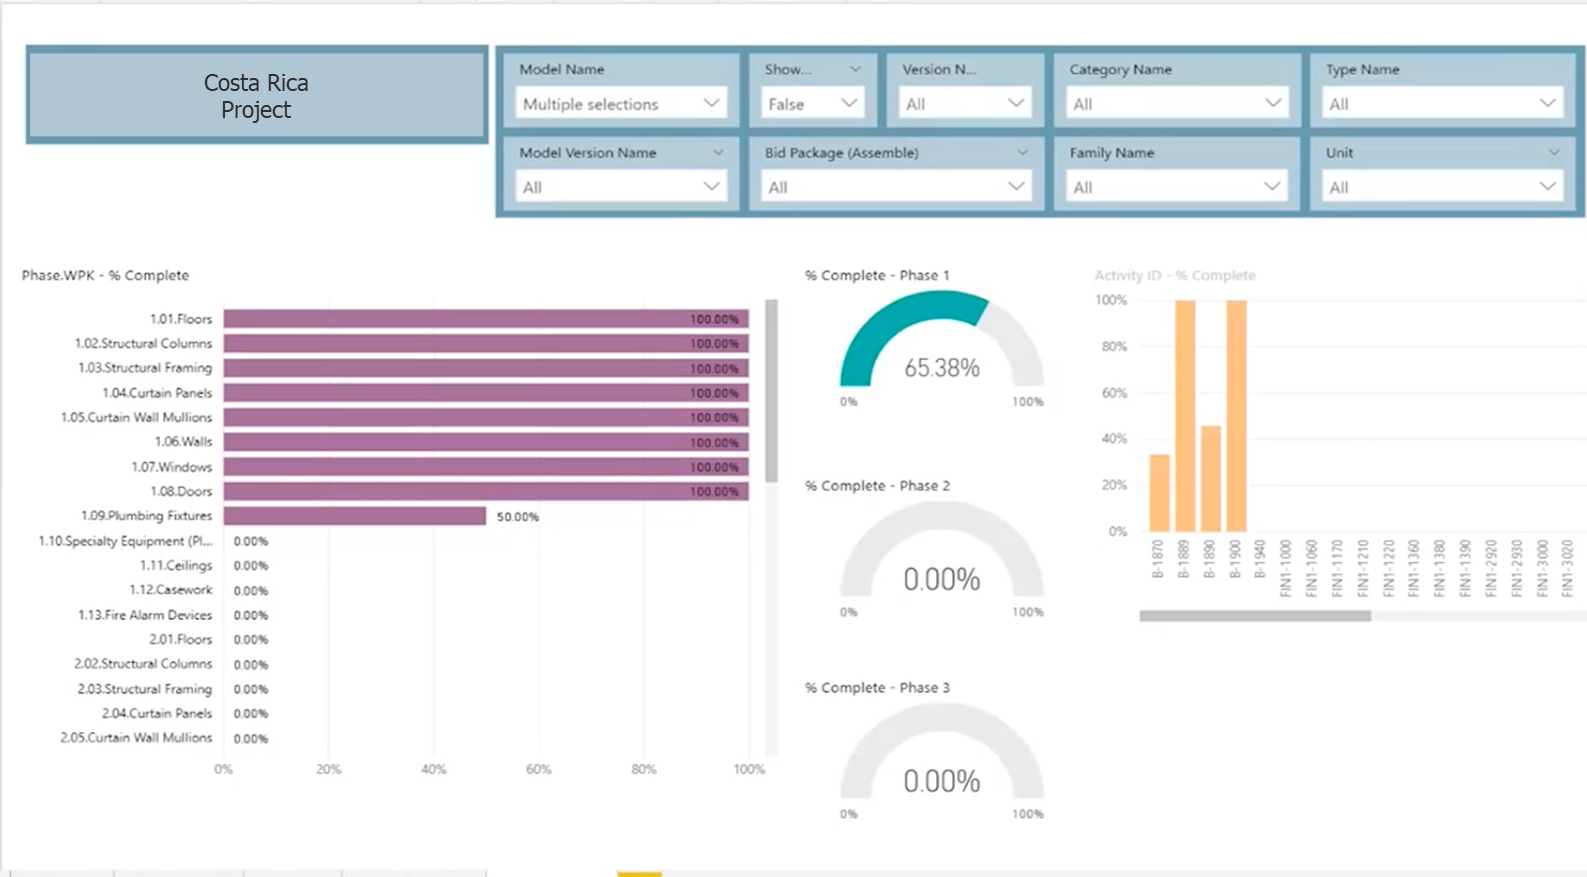 Costa Rica
Project
Model Name
Multiple selections
Show...
False
Version N...
All
Category Name
All
Type Name
All
Model Version Name
All
Bid Package (Assemble)
All
Family Name
All
Unit
All
Phase.WPK - % Complete
1.01.Floors 100.00%
1.02.Structural Columns 100.00%
1.03.Structural Framing 100.00%
1.04.Curtain Panels 100.00%
1.05.Curtain Wall Mullions 100.00%
1.06.Walls 100.00%
1.07.Windows 100.00%
1.08.Doors 100.00%
1.09.Plumbing Fixtures 50.00%
1.10.Specialty Equipment (Pl... 0.00%
1.11.Ceilings 0.00%
1.12.Casework 0.00%
1.13.Fire Alarm Devices 0.00%
2.01.Floors 0.00%
2.02.Structural Columns 0.00%
2.03.Structural Framing 0.00%
2.04.Curtain Panels 0.00%
2.05.Curtain Wall Mullions 0.00%
0% 20% 40% 60% 80% 100%
% Complete - Phase 1
65.38%
0% 100%
% Complete - Phase 2
0.00%
0% 100%
% Complete - Phase 3
0.00%
0% 100%
Activity ID - % Complete
100%
80%
60%
40%
20%
0%
B-1870
B-1889
B-1890
B-1900
B-1940
FIN1-1000
FIN1-1060
FIN1-1170
FIN1-1210
FIN1-1220
FIN1-1360
FIN1-1380
FIN1-1390
FIN1-2920
FIN1-2930
FIN1-3000
FIN1-3020